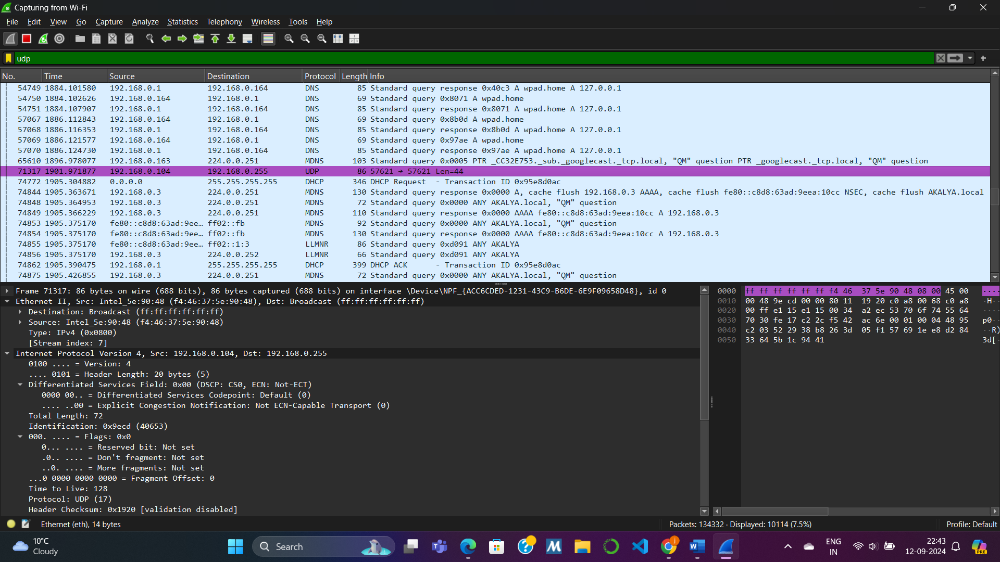 Capturing from Wi-Fi
File Edit View Go Capture Analyze Statistics Telephony Wireless Tools Help
udp
No. Time Source Destination Protocol Length Info
54749 1884.101580 192.168.0.1 192.168.0.164 DNS 85 Standard query response 0x40c3 A wpad.home A 127.0.0.1
54750 1884.102626 192.168.0.164 192.168.0.1 DNS 69 Standard query 0x8071 A wpad.home
54751 1884.107907 192.168.0.1 192.168.0.164 DNS 85 Standard query response 0x8071 A wpad.home A 127.0.0.1
57067 1886.112843 192.168.0.164 192.168.0.1 DNS 69 Standard query 0x8b0d A wpad.home
57068 1886.116353 192.168.0.1 192.168.0.164 DNS 85 Standard query response 0x8b0d A wpad.home A 127.0.0.1
57069 1886.121577 192.168.0.164 192.168.0.1 DNS 69 Standard query 0x97ae A wpad.home
57070 1886.124730 192.168.0.1 192.168.0.164 DNS 85 Standard query response 0x97ae A wpad.home A 127.0.0.1
65610 1896.978077 192.168.0.163 224.0.0.251 MDNS 103 Standard query 0x0005 PTR _CC32E753._sub._googlecast._tcp.local, "QM" question PTR _googlecast._tcp.local, "QM" question
71317 1901.971877 192.168.0.104 192.168.0.255 UDP 86 57621 → 57621 Len=44
74772 1905.304882 0.0.0.0 255.255.255.255 DHCP 346 DHCP Request - Transaction ID 0x95e8d0ac
74844 1905.363671 192.168.0.3 224.0.0.251 MDNS 130 Standard query response 0x0000 A, cache flush 192.168.0.3 AAAA, cache flush fe80::c8d8:63ad:9eea:10cc NSEC, cache flush AKALYA.local
74848 1905.364953 192.168.0.3 224.0.0.251 MDNS 72 Standard query 0x0000 ANY AKALYA.local, "QM" question
74849 1905.366229 192.168.0.3 224.0.0.251 MDNS 110 Standard query response 0x0000 AAAA fe80::c8d8:63ad:9eea:10cc A 192.168.0.3
74853 1905.375170 fe80::c8d8:63ad:9ee… ff02::fb MDNS 92 Standard query 0x0000 ANY AKALYA.local, "QM" question
74854 1905.375170 fe80::c8d8:63ad:9ee… ff02::fb MDNS 130 Standard query response 0x0000 AAAA fe80::c8d8:63ad:9eea:10cc A 192.168.0.3
74855 1905.375170 fe80::c8d8:63ad:9ee… ff02::1:3 LLMNR 86 Standard query 0xd091 ANY AKALYA
74856 1905.375170 192.168.0.3 224.0.0.252 LLMNR 66 Standard query 0xd091 ANY AKALYA
74862 1905.390475 192.168.0.1 255.255.255.255 DHCP 399 DHCP ACK - Transaction ID 0x95e8d0ac
74875 1905.426855 192.168.0.3 224.0.0.251 MDNS 72 Standard query 0x0000 ANY AKALYA.local, "QM" question
Frame 71317: 86 bytes on wire (688 bits), 86 bytes captured (688 bits) on interface \Device\NPF_{ACC6CDED-1231-43C9-B6DE-6E9F09658D48}, id 0
Ethernet II, Src: Intel_5e:90:48 (f4:46:37:5e:90:48), Dst: Broadcast (ff:ff:ff:ff:ff:ff)
Destination: Broadcast (ff:ff:ff:ff:ff:ff)
Source: Intel_5e:90:48 (f4:46:37:5e:90:48)
Type: IPv4 (0x0800)
[Stream index: 7]
Internet Protocol Version 4, Src: 192.168.0.104, Dst: 192.168.0.255
0100 .... = Version: 4
.... 0101 = Header Length: 20 bytes (5)
Differentiated Services Field: 0x00 (DSCP: CS0, ECN: Not-ECT)
0000 00.. = Differentiated Services Codepoint: Default (0)
.... ..00 = Explicit Congestion Notification: Not ECN-Capable Transport (0)
Total Length: 72
Identification: 0x9ecd (40653)
000. .... = Flags: 0x0
0... .... = Reserved bit: Not set
.0.. .... = Don't fragment: Not set
..0. .... = More fragments: Not set
...0 0000 0000 0000 = Fragment Offset: 0
Time to Live: 128
Protocol: UDP (17)
Header Checksum: 0x1920 [validation disabled]
0000 ff ff ff ff ff ff f4 46 37 5e 90 48 08 00 45 00 ····
0010 00 48 9e cd 00 00 80 11 19 20 c0 a8 00 68 c0 a8 ·H··
0020 00 ff e1 15 e1 15 00 34 a2 ec 53 70 6f 74 55 64 ····
0030 70 30 fe 17 c2 2c f5 42 ac 6e 00 01 00 04 48 95 p0··
0040 c2 03 52 29 38 b8 26 3d 05 f1 57 69 1e e8 d2 84 ··R)
0050 33 64 5b 1c 94 41 3d[·
Ethernet (eth), 14 bytes
Packets: 134332 · Displayed: 10114 (7.5%)
Profile: Default
10°C
Cloudy
Search
ENG
IN
22:43
12-09-2024
PRE